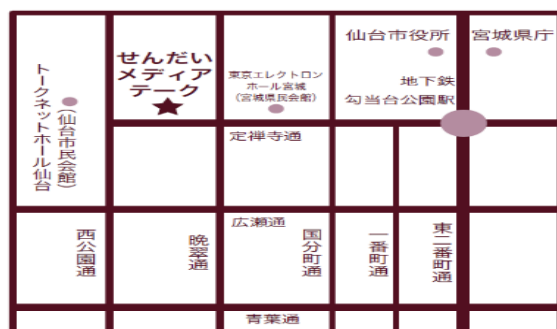 仙台市役所
宮城県庁
せんだい
メディア
テーク
東京エレクトロン
ホール宮城
(宮城県民会館)
地下鉄
勾当台公園駅
トークネットホール仙台
(仙台市民会館)
定禅寺通
広瀬通
西公園通
晩翠通
国分町通
一番町通
東二番町通
青葉通